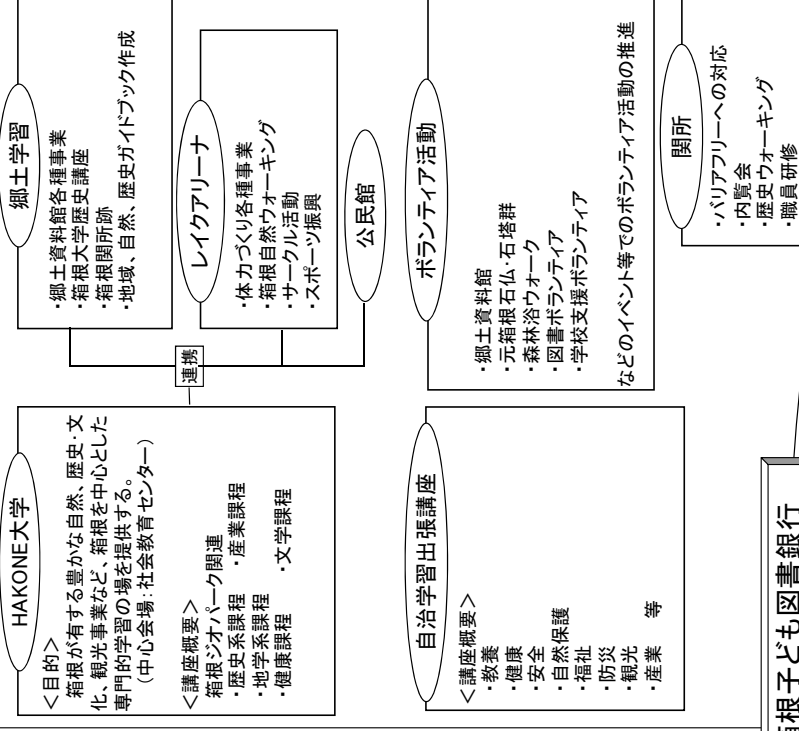 HAKONE大学
＜目的＞
箱根が有する豊かな自然、歴史・文
化、観光事業など、箱根を中心とした
専門的学習の場を提供する。
(中心会場：社会教育センター)
＜講座概要＞
箱根ジオパーク関連
・歴史系課程　・産業課程
・地学系課程
・健康課程　・文学課程
連携
郷土学習
・郷土資料館各種事業
・箱根大学歴史講座
・箱根関所跡
・地域、自然、歴史ガイドブック作成
レイクアリーナ
・体力づくり各種事業
・箱根自然ウォーキング
・サークル活動
・スポーツ振興
公民館
自治学習出張講座
＜講座概要＞
・教養
・健康
・安全
・自然保護
・福祉
・防災
・観光
・産業　等
ボランティア活動
・郷土資料館
・元箱根石仏・石塔群
・森林浴ウォーク
・図書ボランティア
・学校支援ボランティア
などのイベント等でのボランティア活動の推進
関所
・バリアフリーへの対応
・内覧会
・歴史ウォーキング
・職員研修
根子ども図書銀行